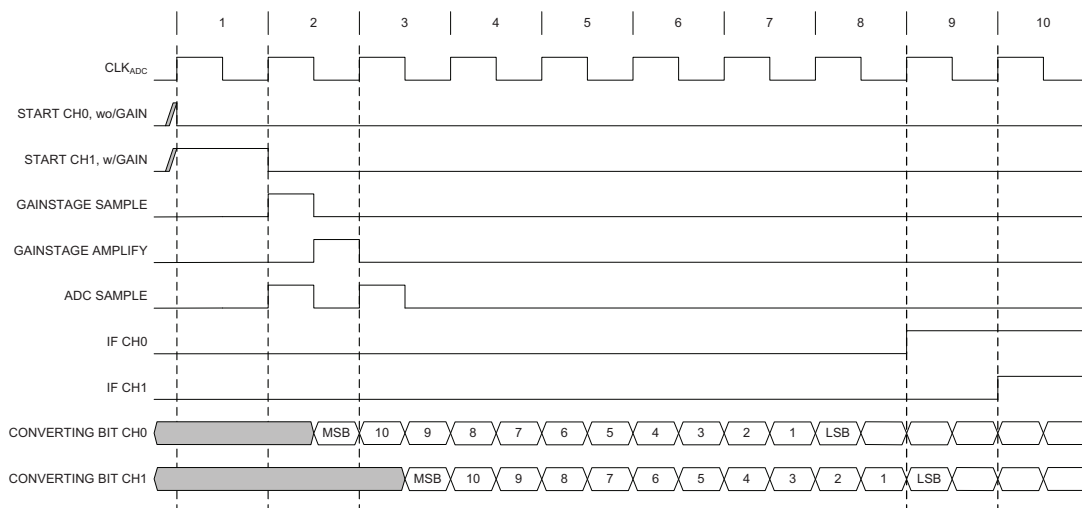 1 2 3 4 5 6 7 8 9 10
CLKADC
START CH0, wo/GAIN
START CH1, w/GAIN
GAINSTAGE SAMPLE
GAINSTAGE AMPLIFY
ADC SAMPLE
IF CH0
IF CH1
CONVERTING BIT CH0 MSB 10 9 8 7 6 5 4 3 2 1 LSB
CONVERTING BIT CH1 MSB 10 9 8 7 6 5 4 3 2 1 LSB